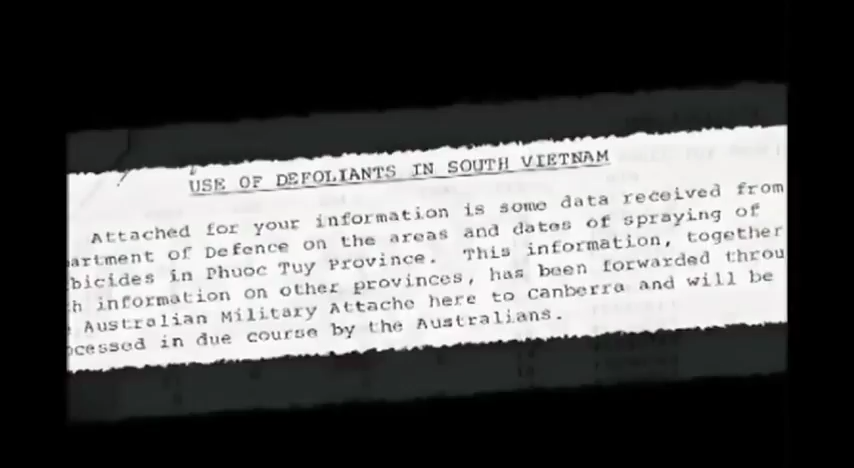 USE OF DEFOLIANTS IN SOUTH VIETNAM
Attached for your information is some data received from
artment of Defence on the areas and dates of spraying of
bicides in Phuoc Tuy Province. This information, together
h information on other provinces, has been forwarded throu
Australian Military Attache here to Canberra and will be
cessed in due course by the Australians.